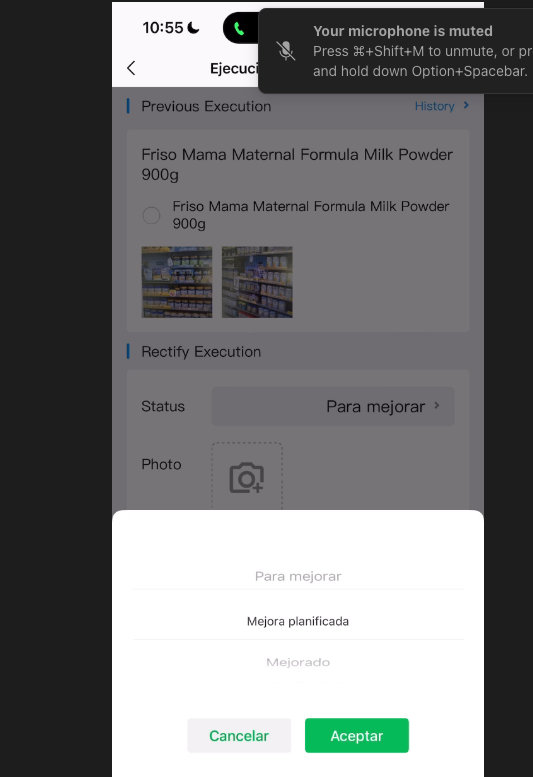 10:55
Your microphone is muted
Press ⌘+Shift+M to unmute, or pr
and hold down Option+Spacebar.
Ejecuci
Previous Execution
History
Friso Mama Maternal Formula Milk Powder
900g
Friso Mama Maternal Formula Milk Powder
900g
Rectify Execution
Status
Para mejorar
Photo
Para mejorar
Mejora planificada
Mejorado
Cancelar
Aceptar